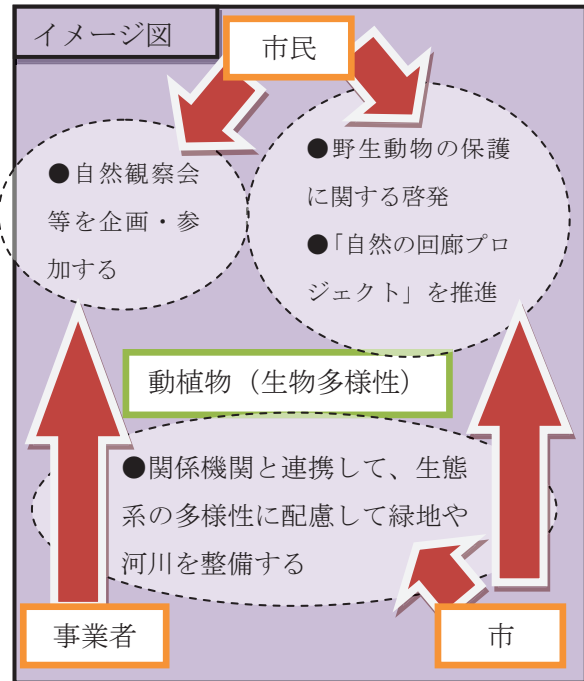 イメージ図
市民
●自然観察会
等を企画・参
加する
●野生動物の保護
に関する啓発
●「自然の回廊プロ
ジェクト」を推進
動植物（生物多様性）
●関係機関と連携して、生態
系の多様性に配慮して緑地や
河川を整備する
事業者
市